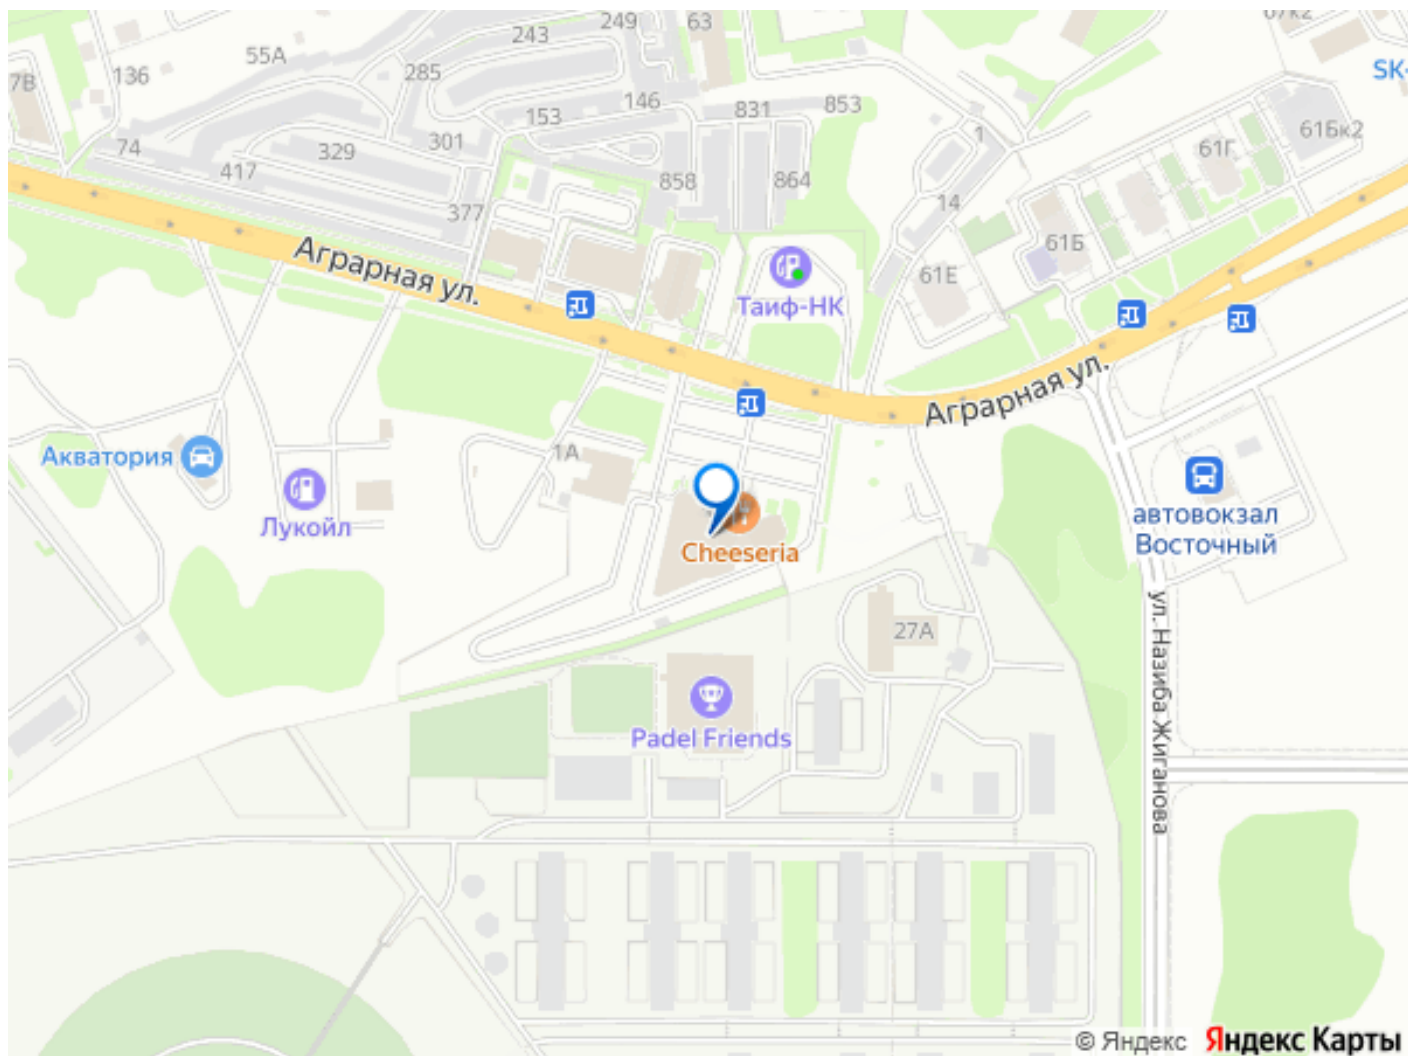 249
63
67к2
243
55А
7В
136
285
SK-
146
831
853
153
1
61Бк2
74
301
329
61Г
417
858
864
377
14
61Б
Аграрная ул.
61Е
Таиф-НК
Аграрная ул.
1А
Акватория
Лукойл
Cheeseria
автовокзал
Восточный
27А
ул. Назиба Жиганова
Padel Friends
© Яндекс Яндекс Карты